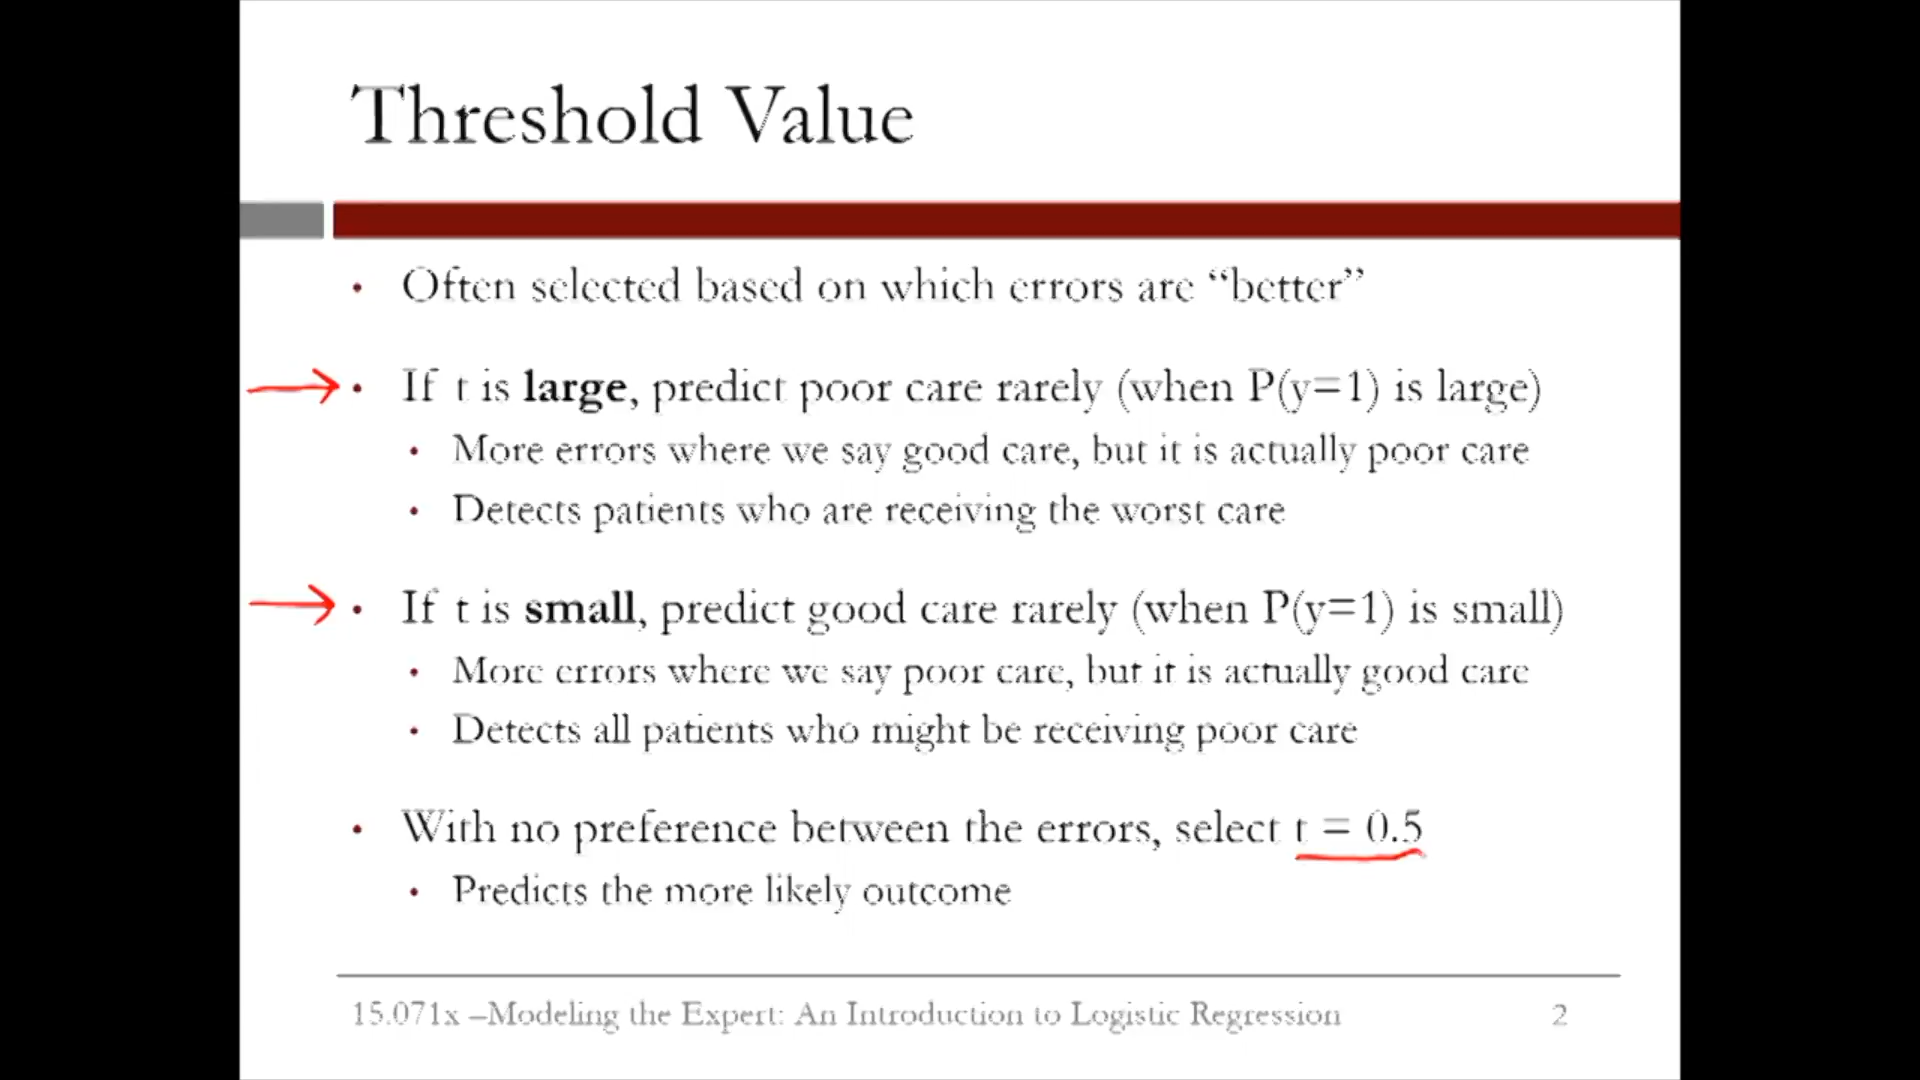 Threshold Value
• Often selected based on which errors are “better”
• If t is large, predict poor care rarely (when P(y=1) is large)
• More errors where we say good care, but it is actually poor care
• Detects patients who are receiving the worst care
• If t is small, predict good care rarely (when P(y=1) is small)
• More errors where we say poor care, but it is actually good care
• Detects all patients who might be receiving poor care
• With no preference between the errors, select t = 0.5
• Predicts the more likely outcome
15.071x –Modeling the Expert: An Introduction to Logistic Regression 2